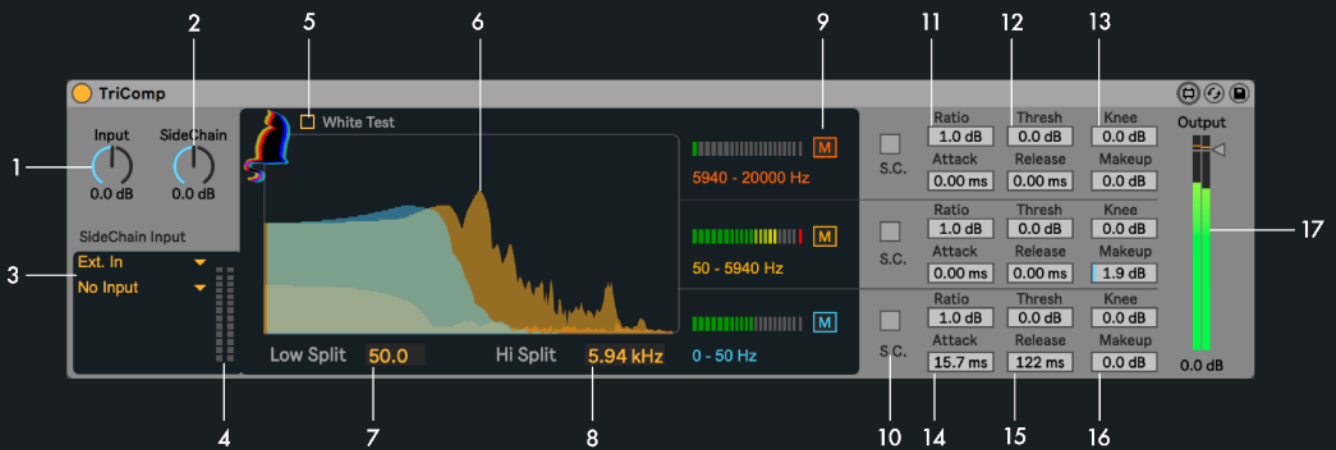 2
5
6
9
11
12
13
TriComp
Input
SideChain
White Test
M
Ratio
Thresh
Knee
Output
1.0 dB
0.0 dB
0.0 dB
1
0.0 dB
0.0 dB
5940 - 20000 Hz
S.C.
Attack
Release
Makeup
0.00 ms
0.00 ms
0.0 dB
SideChain Input
Ratio
Thresh
Knee
1.0 dB
0.0 dB
0.0 dB
17
3
Ext. In
M
50 - 5940 Hz
S.C.
Attack
Release
Makeup
0.00 ms
0.00 ms
1.9 dB
No Input
Ratio
Thresh
Knee
1.0 dB
0.0 dB
0.0 dB
M
Low Split
50.0
Hi Split
5.94 kHz
0 - 50 Hz
S.C.
Attack
Release
Makeup
15.7 ms
122 ms
0.0 dB
0.0 dB
4
7
8
10
14
15
16